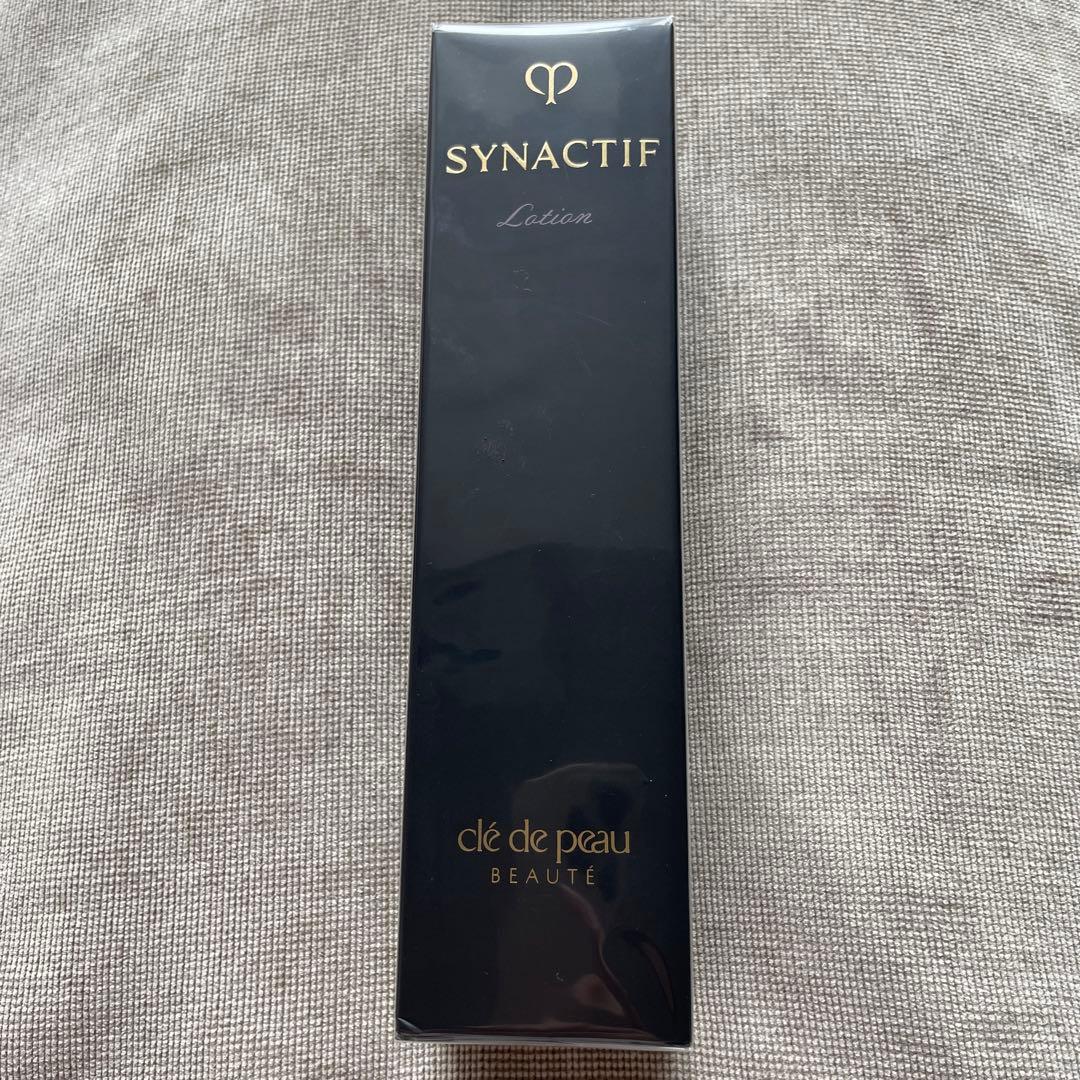 SYNACTIF
Lotion
clé de peau
BEAUTÉ